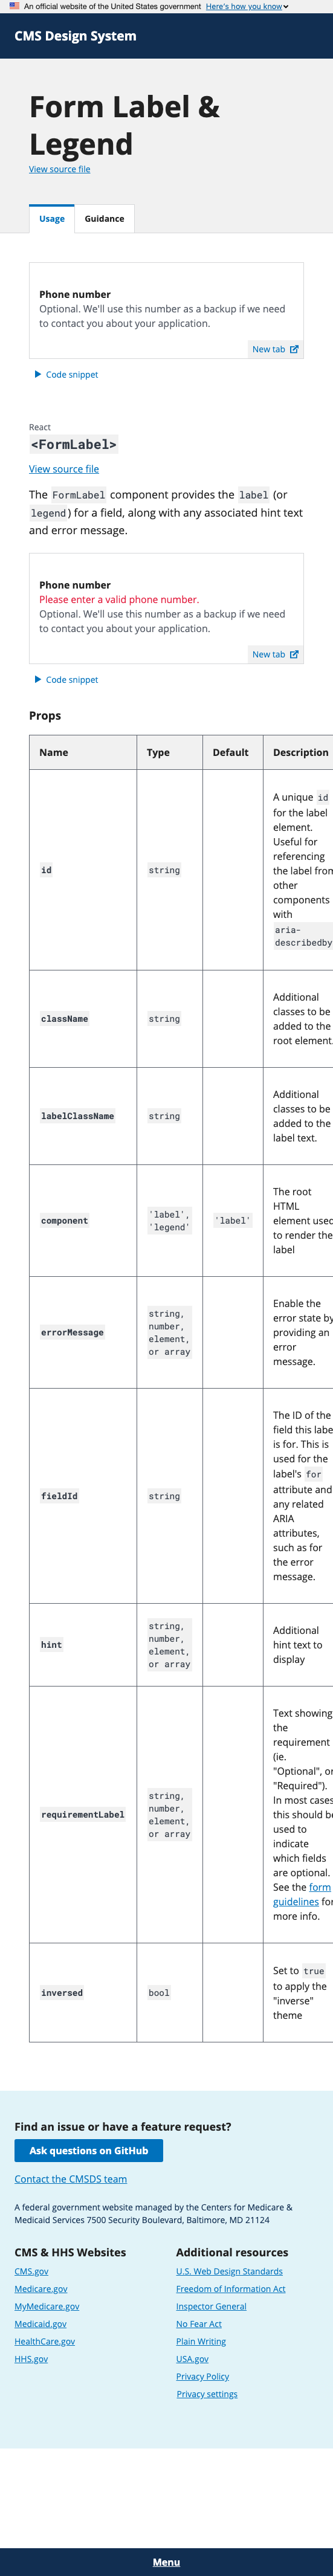 An official website of the United States government Here's how you know
CMS Design System
Form Label &
Legend
View source file
Usage Guidance
Phone number
Optional. We'll use this number as a backup if we need
to contact you about your application.
New tab
Code snippet
React
<FormLabel>
View source file
The FormLabel component provides the label (or
legend) for a field, along with any associated hint text
and error message.
Phone number
Please enter a valid phone number.
Optional. We'll use this number as a backup if we need
to contact you about your application.
New tab
Code snippet
Props
Name Type Default Description
id
string
A unique id
for the label
element.
Useful for
referencing
the label from
other
components
with
aria-
describedby
className
string
Additional
classes to be
added to the
root element.
labelClassName
string
Additional
classes to be
added to the
label text.
component
'label',
'legend'
'label'
The root
HTML
element used
to render the
label
errorMessage
string,
number,
element,
or array
Enable the
error state by
providing an
error
message.
fieldId
string
The ID of the
field this labe
is for. This is
used for the
label's for
attribute and
any related
ARIA
attributes,
such as for
the error
message.
hint
string,
number,
element,
or array
Additional
hint text to
display
requirementLabel
string,
number,
element,
or array
Text showing
the
requirement
(ie.
"Optional", or
"Required").
In most cases
this should be
used to
indicate
which fields
are optional.
See the form
guidelines for
more info.
inversed
bool
Set to true
to apply the
"inverse"
theme
Find an issue or have a feature request?
Ask questions on GitHub
Contact the CMSDS team
A federal government website managed by the Centers for Medicare &
Medicaid Services 7500 Security Boulevard, Baltimore, MD 21124
CMS & HHS Websites
CMS.gov
Medicare.gov
MyMedicare.gov
Medicaid.gov
HealthCare.gov
HHS.gov
Additional resources
U.S. Web Design Standards
Freedom of Information Act
Inspector General
No Fear Act
Plain Writing
USA.gov
Privacy Policy
Privacy settings
Menu